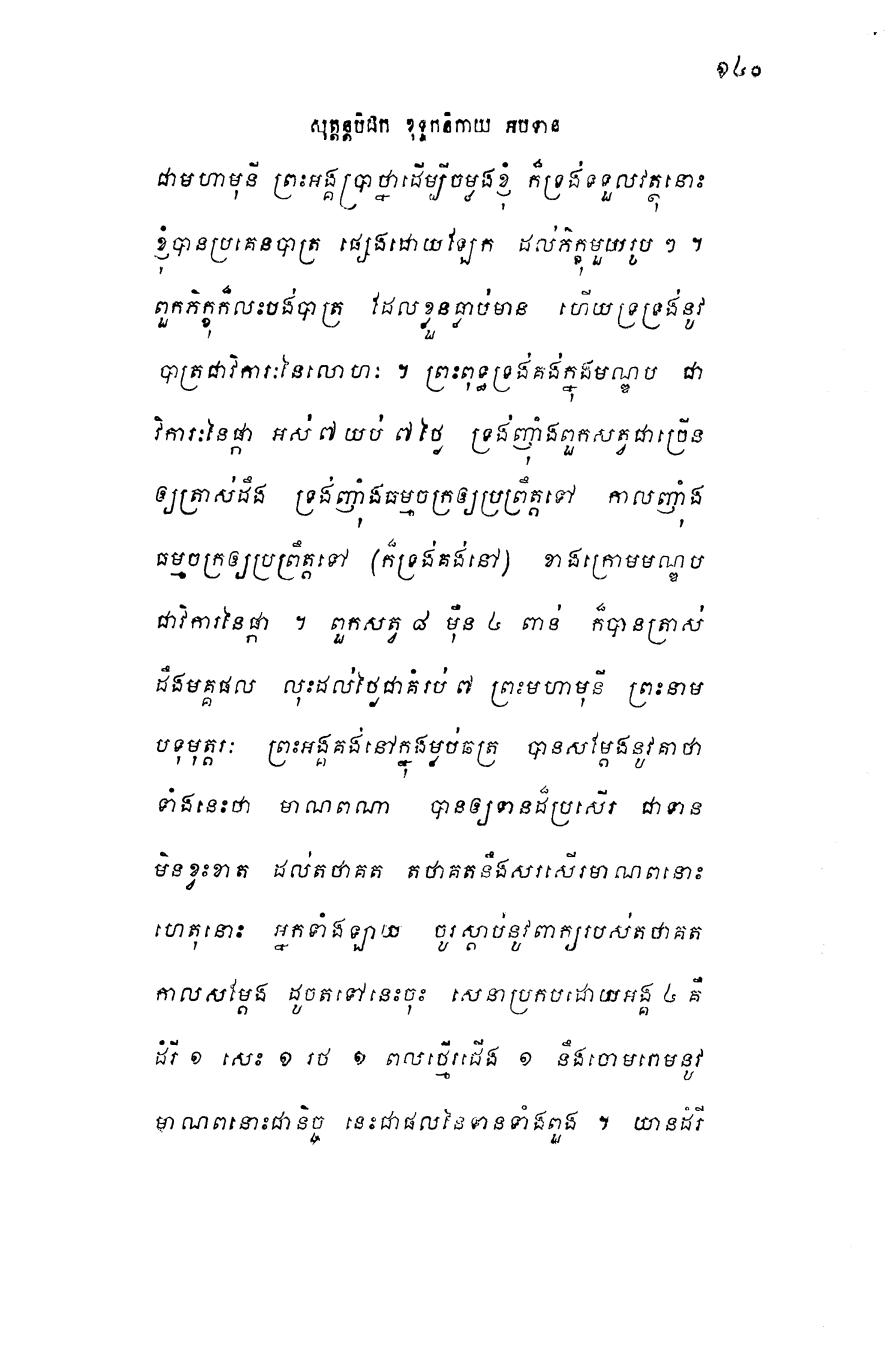 ១៤០
សុត្តន្តបិដក ខុទ្ទកនិកាយ អបទាន
ជាមហាមុនី ព្រះអង្គប្រាថ្នាដើម្បីចម្លងខ្ញុំ ក៏ទ្រង់ទទួលវត្ថុនោះ
ខ្ញុំបានប្រគេនបាត្រ ផ្សេងដោយឡែក ដល់ភិក្ខុមួយរូប ៗ ។
ពួកភិក្ខុក៏លះបង់បាត្រ ដែលខ្លួនធ្លាប់មាន ហើយទ្រទ្រង់នូវ
បាត្រជាវិការៈនៃលោហៈ ។ ព្រះពុទ្ធទ្រង់គង់ក្នុងមណ្ឌប ជា
វិការៈនៃផ្កា អស់ ៧ យប់ ៧ ថ្ងៃ ទ្រង់ញ៉ាំងពួកសត្វជាច្រើន
ឲ្យត្រាស់ដឹង ទ្រង់ញ៉ាំងធម្មចក្រឲ្យប្រព្រឹត្តទៅ កាលញ៉ាំង
ធម្មចក្រឲ្យប្រព្រឹត្តទៅ (ក៏ទ្រង់គង់នៅ) ខាងក្រោមមណ្ឌប
ជាវិការនៃផ្កា ។ ពួកសត្វ ៨ ម៉ឺន ៤ ពាន់ ក៏បានត្រាស់
ដឹងមគ្គផល លុះដល់ថ្ងៃជាគំរប់ ៧ ព្រះមហាមុនី ព្រះនាម
បទុមុត្តរៈ ព្រះអង្គគង់នៅក្នុងម្លប់ឆត្រ បានសម្តែងនូវគាថា
ទាំងនេះថា មាណពណា បានឲ្យទានដ៏ប្រសើរ ជាទាន
មិនខ្វះខាត ដល់តថាគត តថាគតនឹងសរសើរមាណពនោះ
ហេតុនោះ អ្នកទាំងឡាយ ចូរស្តាប់នូវពាក្យរបស់តថាគត
កាលសម្តែង ដូចតទៅនេះចុះ សេនាប្រកបដោយអង្គ ៤ គឺ
ដំរី ១ សេះ ១ រថ ១ ពលថ្មើរជើង ១ នឹងចោមរោមនូវ
មាណពនោះជានិច្ច នេះជាផលនៃទានទាំងពួង ។ យានដំរី